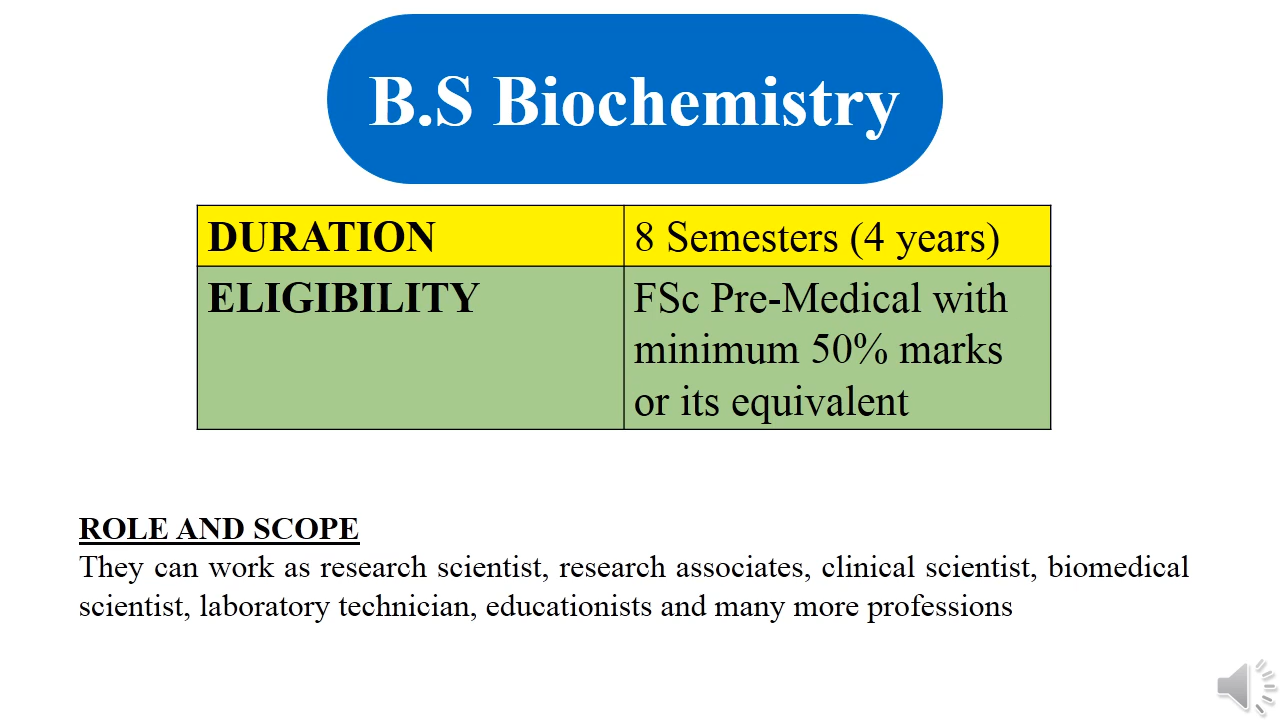 B.S Biochemistry
DURATION
8 Semesters (4 years)
ELIGIBILITY
FSc Pre-Medical with
minimum 50% marks
or its equivalent
ROLE AND SCOPE
They can work as research scientist, research associates, clinical scientist, biomedical
scientist, laboratory technician, educationists and many more professions